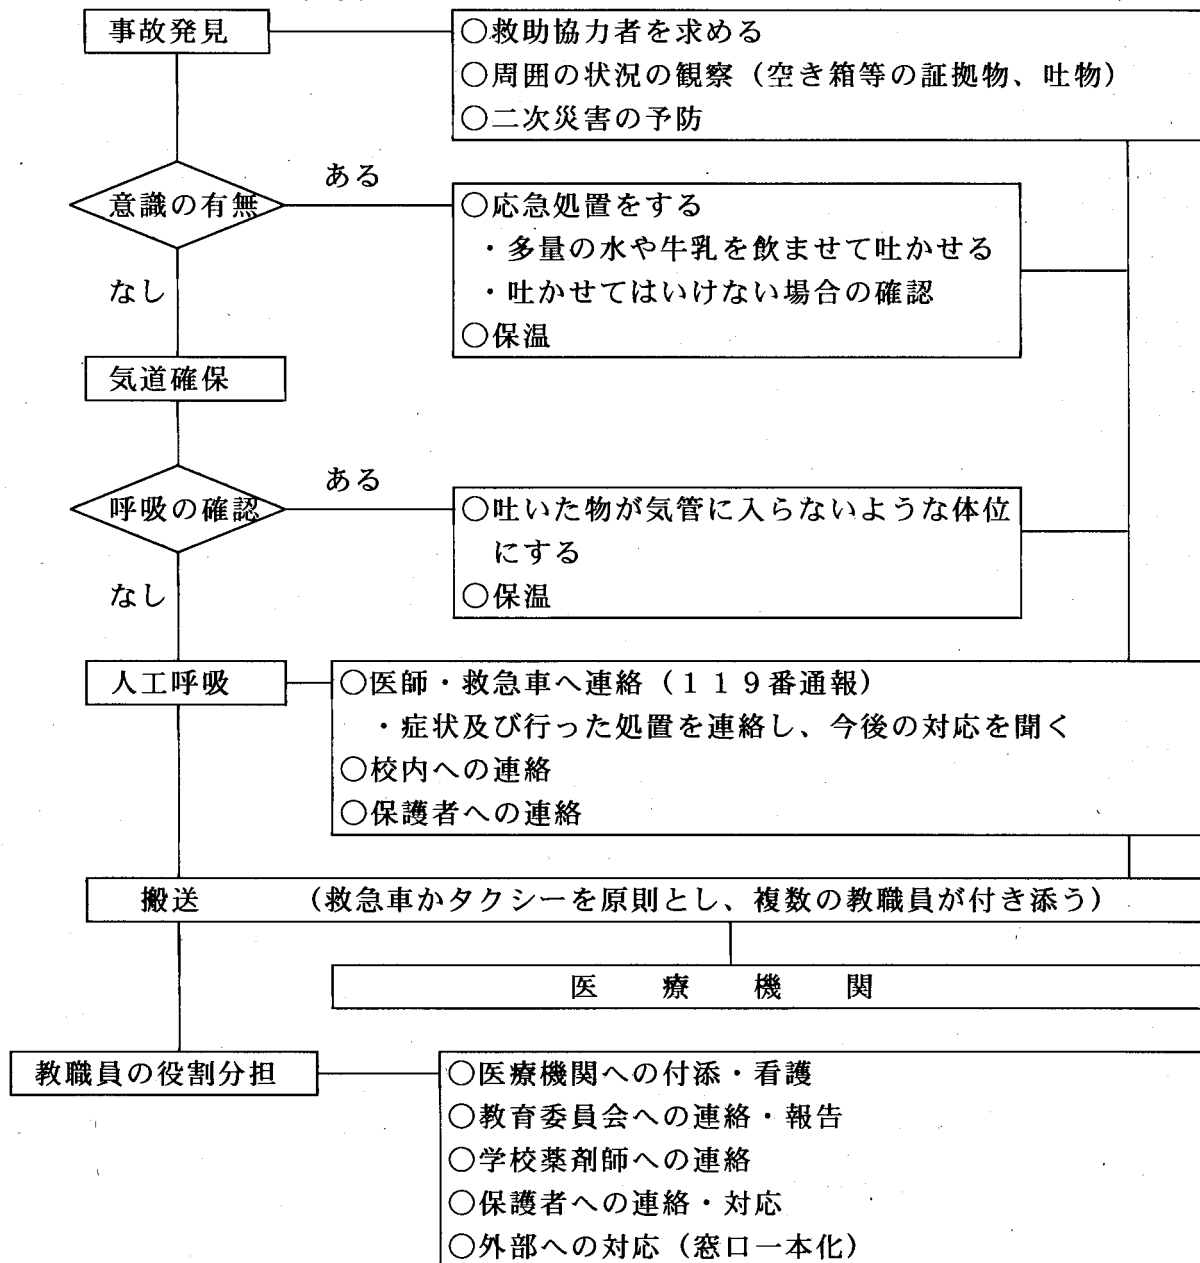 事故発見
○救助協力者を求める
○周囲の状況の観察（空き箱等の証拠物、吐物）
○二次災害の予防
意識の有無
ある
○応急処置をする
・多量の水や牛乳を飲ませて吐かせる
・吐かせてはいけない場合の確認
○保温
なし
気道確保
呼吸の確認
ある
○吐いた物が気管に入らないような体位
にする
○保温
なし
人工呼吸
○医師・救急車へ連絡（１１９番通報）
・症状及び行った処置を連絡し、今後の対応を聞く
○校内への連絡
○保護者への連絡
搬送　（救急車かタクシーを原則とし、複数の教職員が付き添う）
医　療　機　関
教職員の役割分担
○医療機関への付添・看護
○教育委員会への連絡・報告
○学校薬剤師への連絡
○保護者への連絡・対応
○外部への対応（窓口一本化）